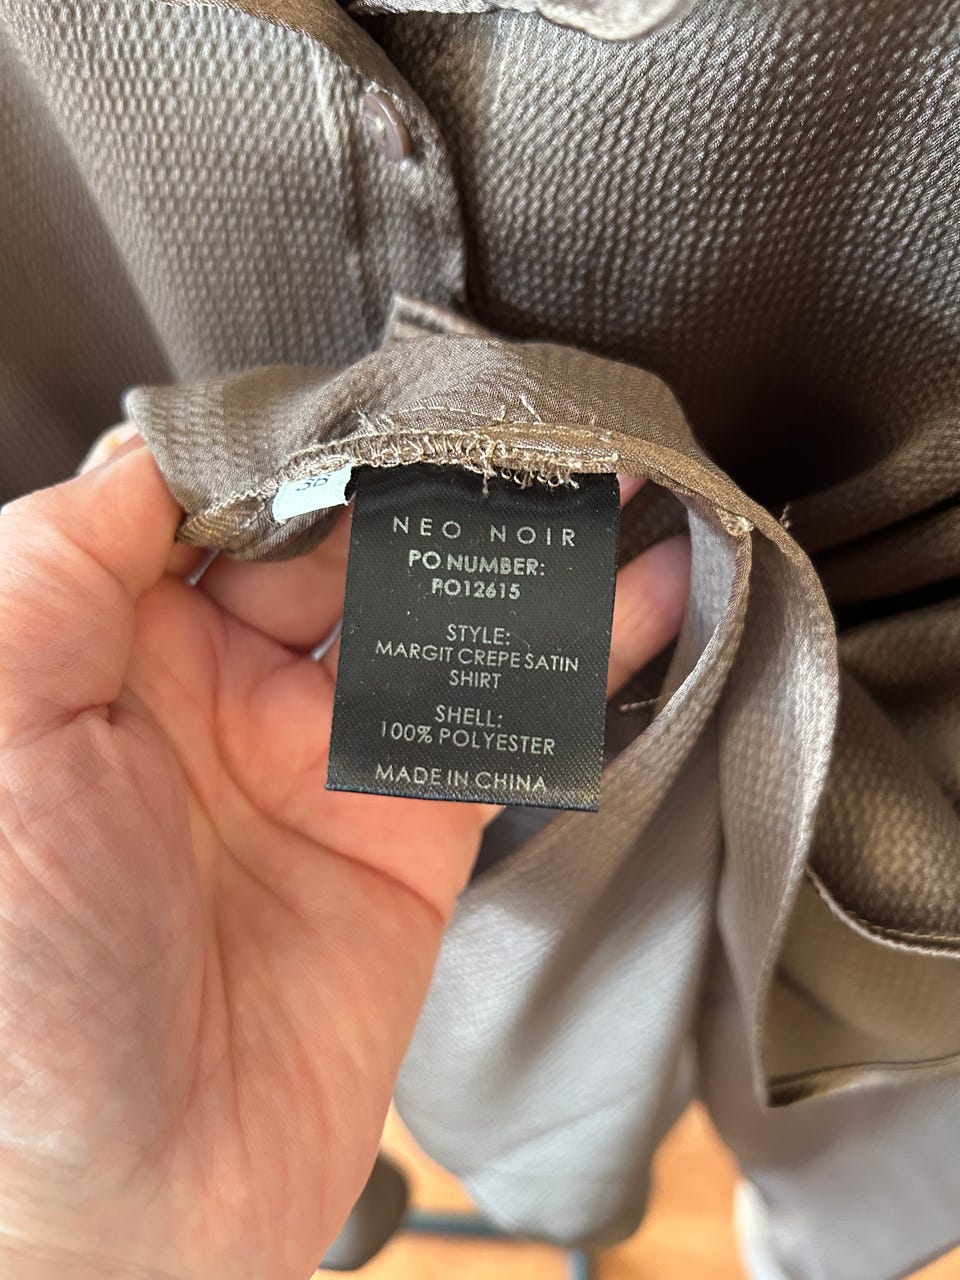 NEO NOIR
PO NUMBER:
PO12615
STYLE:
MARGIT CREPE SATIN
SHIRT
SHELL:
100% POLYESTER
MADE IN CHINA